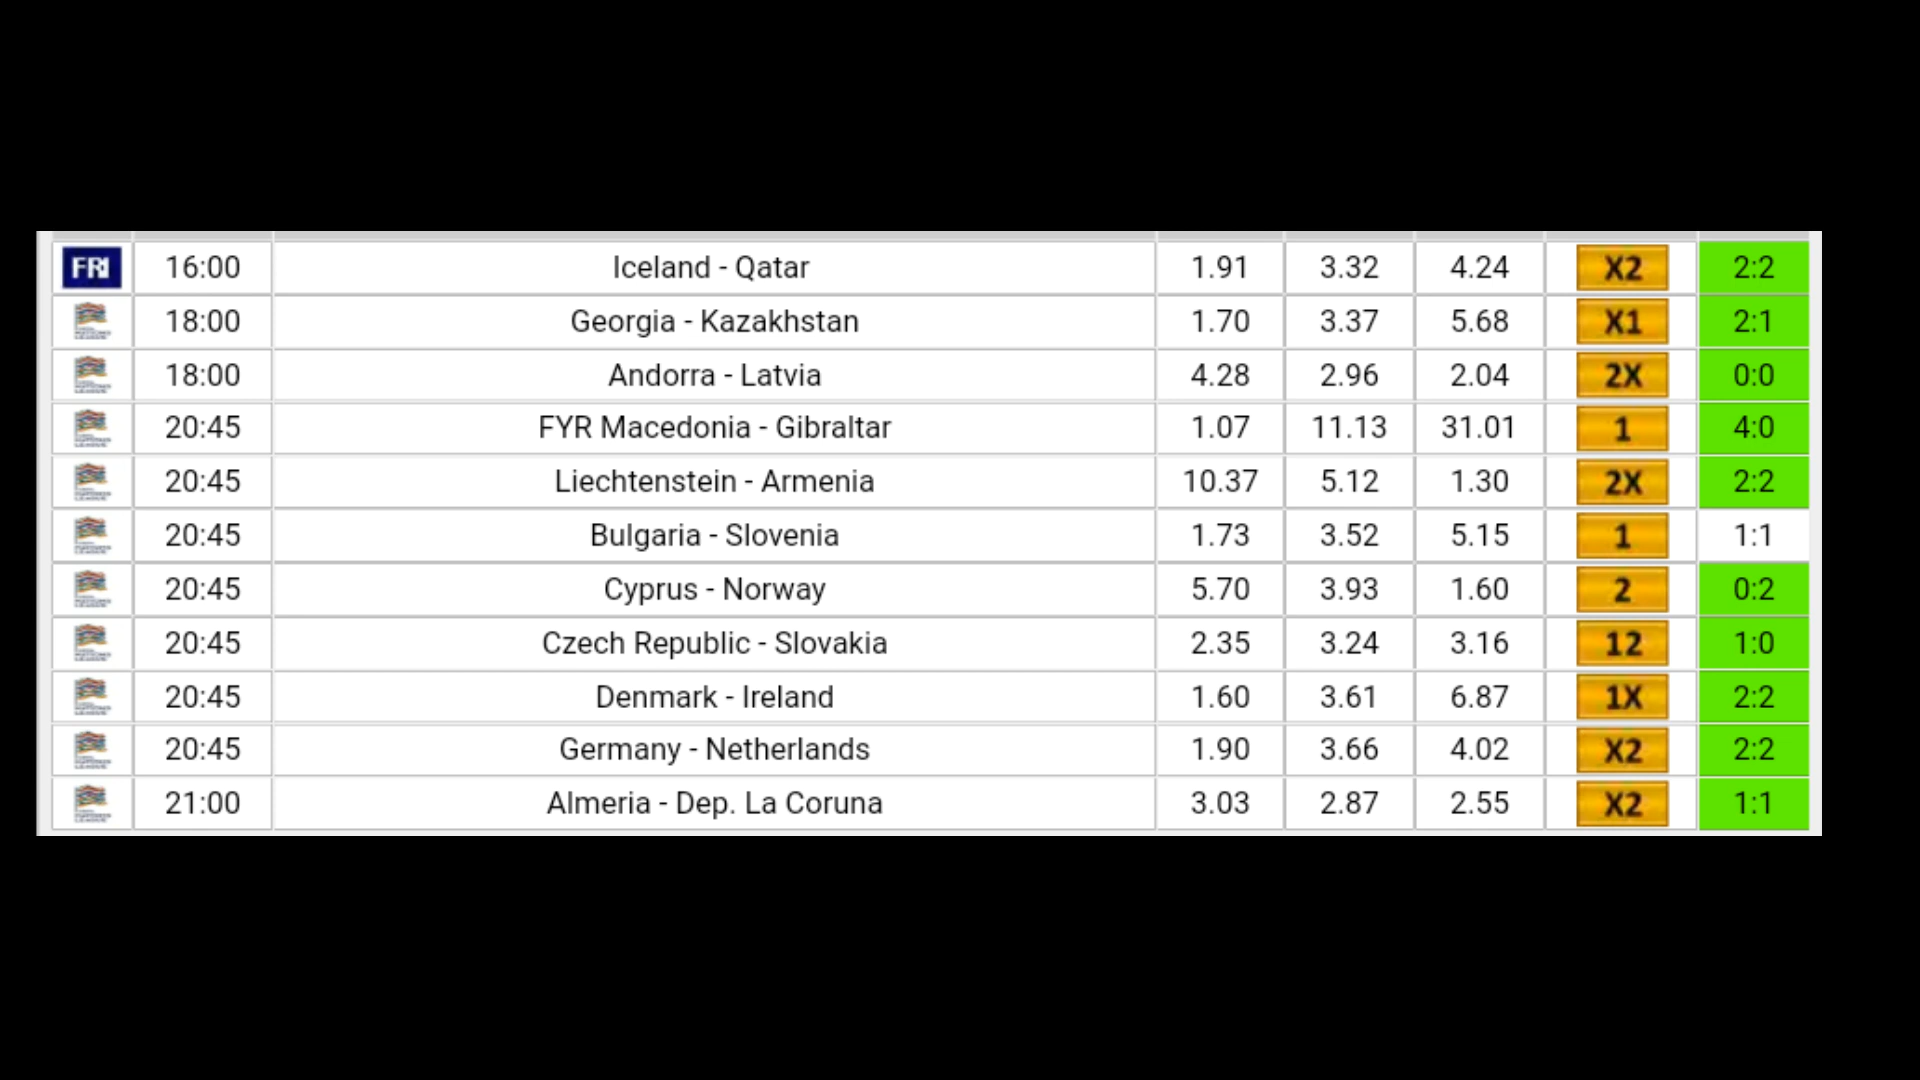 FRI 16:00 Iceland - Qatar 1.91 3.32 4.24 X2 2:2
18:00 Georgia - Kazakhstan 1.70 3.37 5.68 X1 2:1
18:00 Andorra - Latvia 4.28 2.96 2.04 2X 0:0
20:45 FYR Macedonia - Gibraltar 1.07 11.13 31.01 1 4:0
20:45 Liechtenstein - Armenia 10.37 5.12 1.30 2X 2:2
20:45 Bulgaria - Slovenia 1.73 3.52 5.15 1 1:1
20:45 Cyprus - Norway 5.70 3.93 1.60 2 0:2
20:45 Czech Republic - Slovakia 2.35 3.24 3.16 12 1:0
20:45 Denmark - Ireland 1.60 3.61 6.87 1X 2:2
20:45 Germany - Netherlands 1.90 3.66 4.02 X2 2:2
21:00 Almeria - Dep. La Coruna 3.03 2.87 2.55 X2 1:1